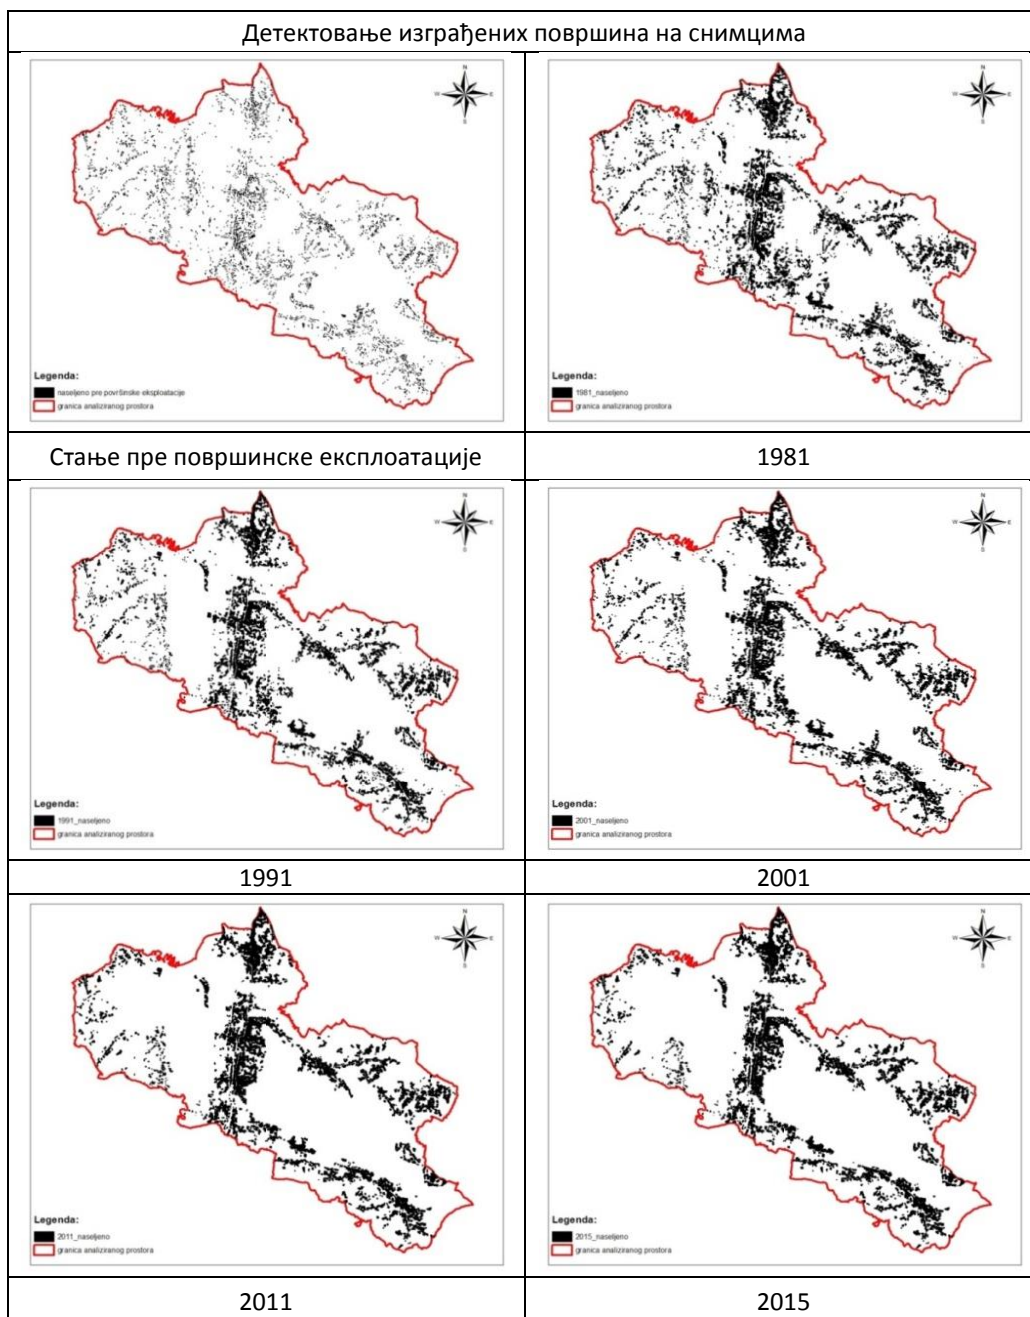 Детектовање изграђених површина на снимцима
N
W E
S
Legenda:
naseljeno pre površinske eksploatacije
granica analiziranog prostora
N
W E
S
Legenda:
1981_naseljeno
granica analiziranog prostora
Стање пре површинске експлоатације
1981
N
W E
S
Legenda:
1991_naseljeno
granica analiziranog prostora
N
W E
S
Legenda:
2001_naseljeno
granica analiziranog prostora
1991
2001
N
W E
S
Legenda:
2011_naseljeno
granica analiziranog prostora
N
W E
S
Legenda:
2015_naseljeno
granica analiziranog prostora
2011
2015